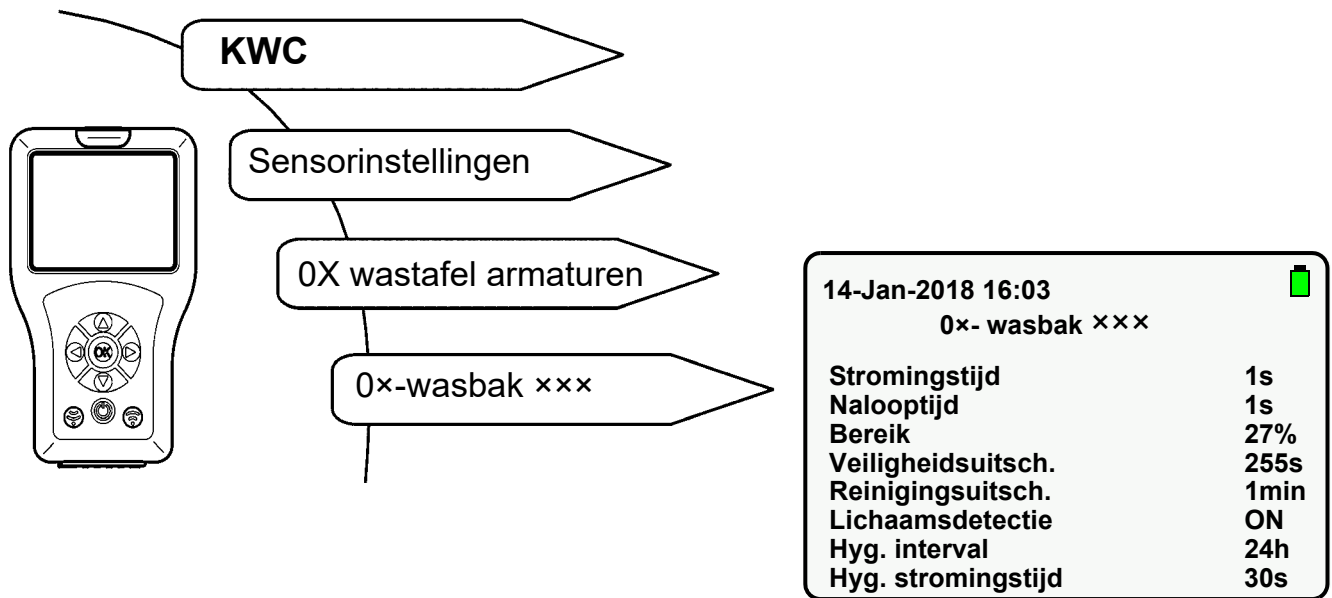 KWC
Sensorinstellingen
0X wastafel armaturen
0×-wasbak ×××
OK
14-Jan-2018 16:03
0×- wasbak ×××
Stromingstijd 1s
Nalooptijd 1s
Bereik 27%
Veiligheidsuitsch. 255s
Reinigingsuitsch. 1min
Lichaamsdetectie ON
Hyg. interval 24h
Hyg. stromingstijd 30s